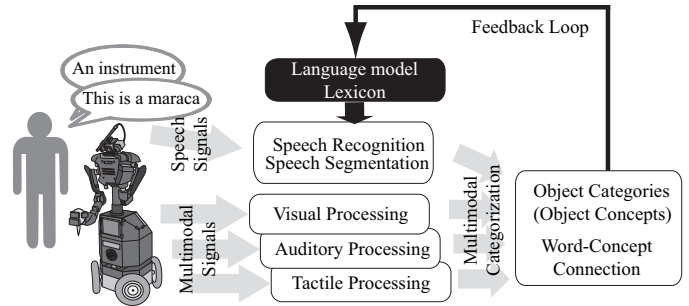 Feedback Loop
An instrument
This is a maraca
Language model
Lexicon
Speech
Signals
Speech Recognition
Speech Segmentation
Multimodal
Signals
Visual Processing
Auditory Processing
Tactile Processing
Multimodal
Categorization
Object Categories
(Object Concepts)
Word-Concept
Connection